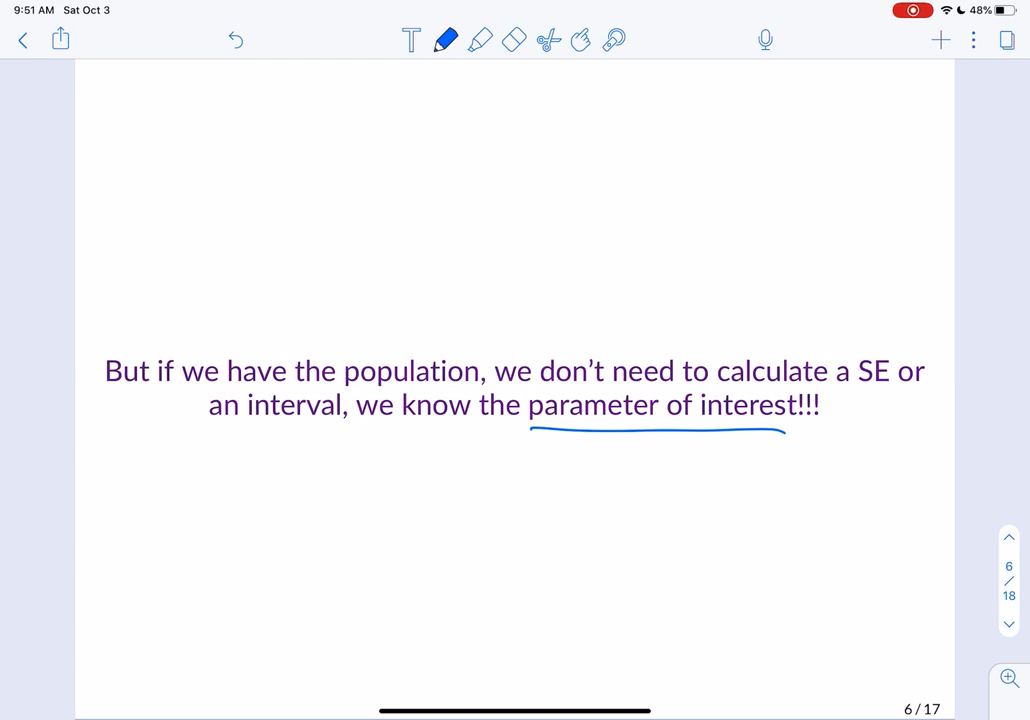 9:51 AM Sat Oct 3
48%
T
But if we have the population, we don’t need to calculate a SE or
an interval, we know the parameter of interest!!!
6
/
18
6 / 17